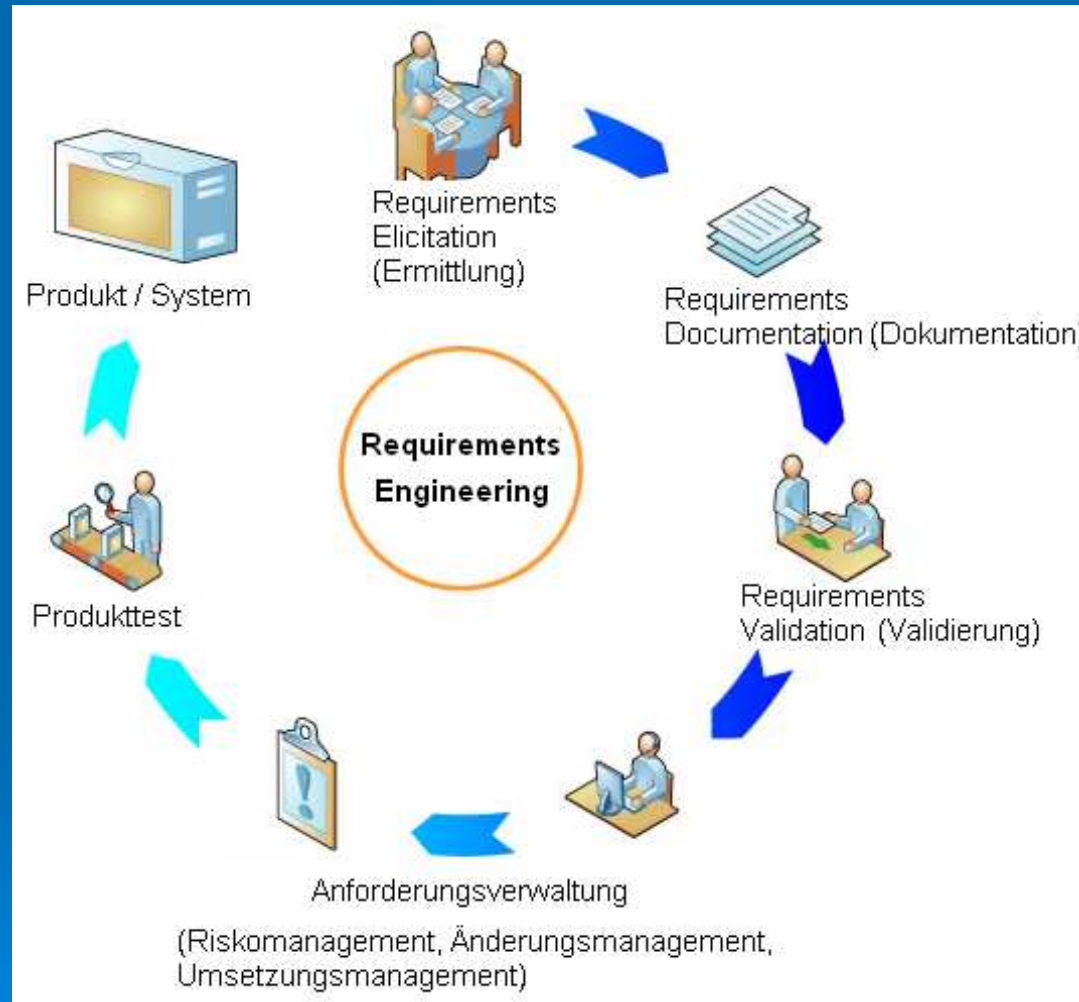 Requirements
Elicitation
(Ermittlung)
Requirements
Documentation (Dokumentation)
Requirements
Validation (Validierung)
Anforderungsverwaltung
(Riskomanagement, Änderungsmanagement,
Umsetzungsmanagement)
Produkttest
Produkt / System
Requirements
Engineering